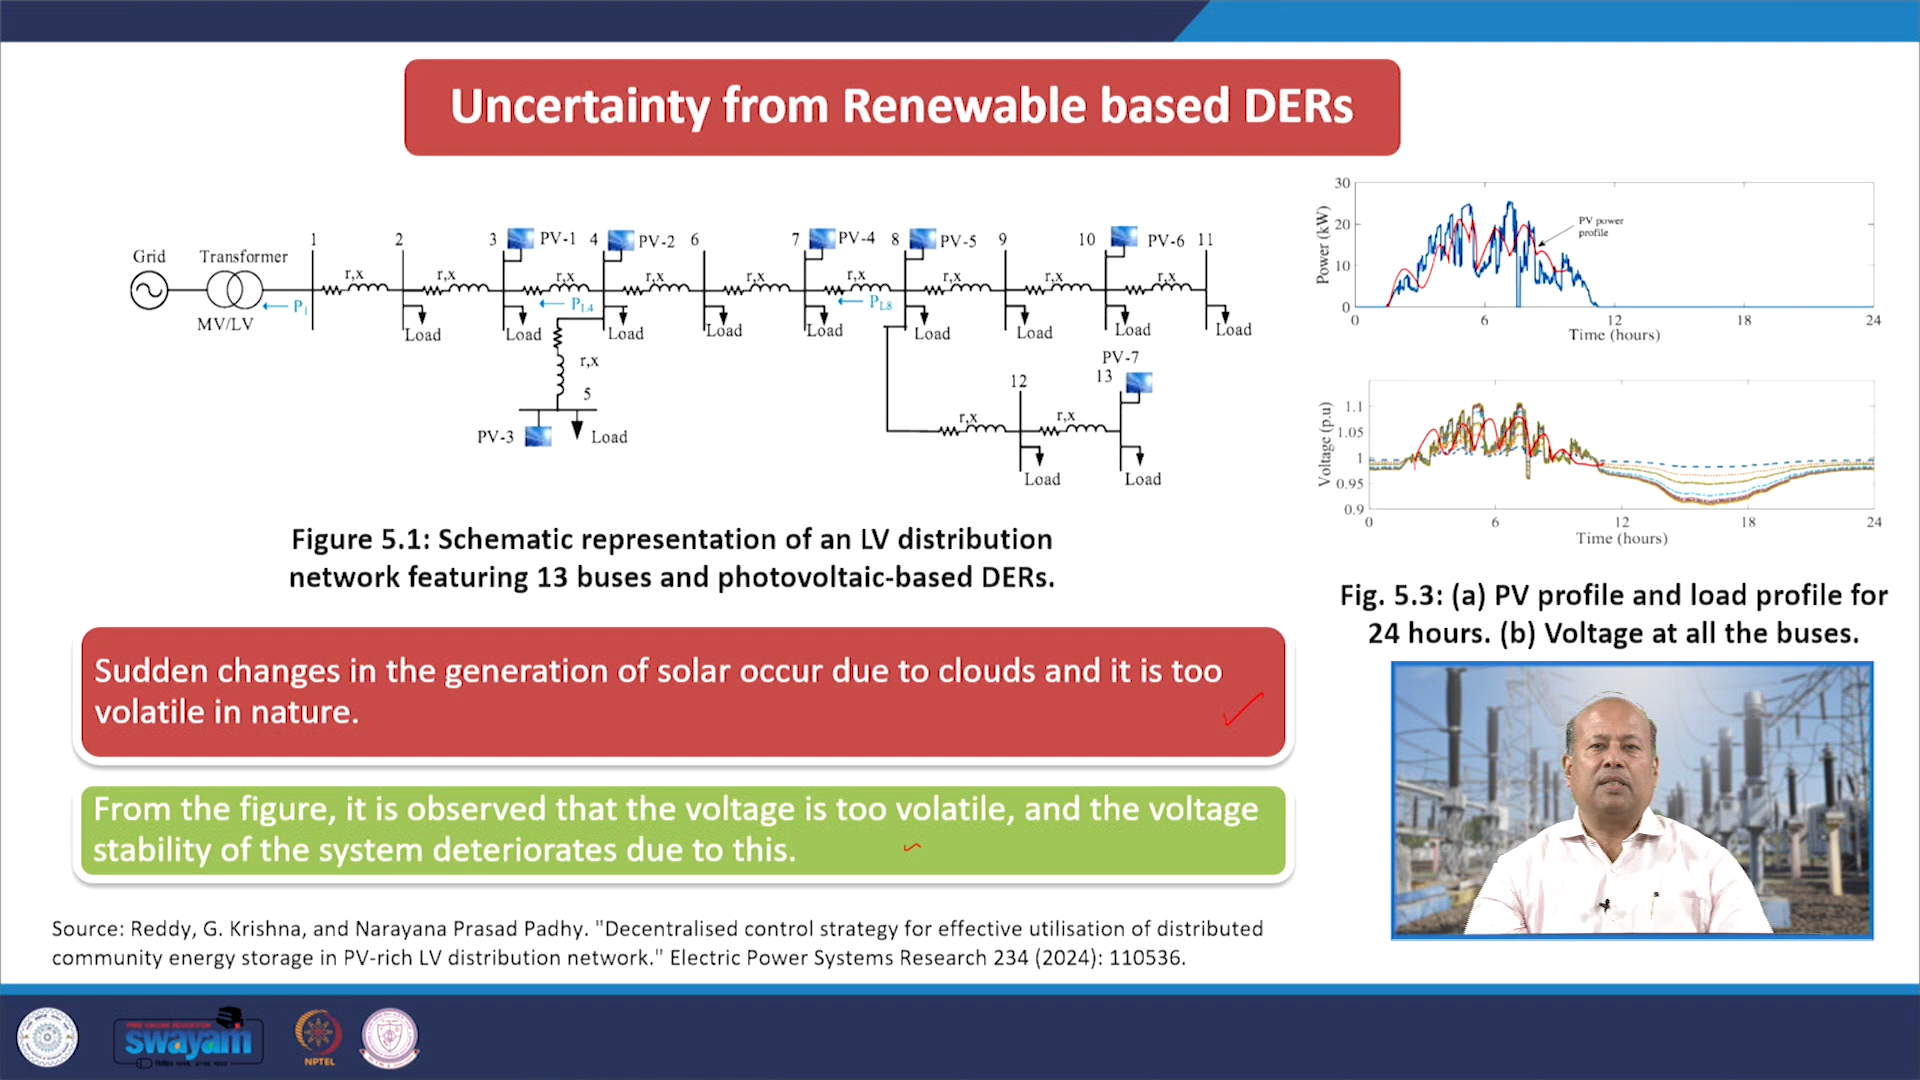 Uncertainty from Renewable based DERs
Grid
Transformer
MV/LV
P1
1
2
3
PV-1
4
PV-2
6
7
PV-4
8
PV-5
9
10
PV-6
11
r,x
r,x
r,x
r,x
r,x
r,x
r,x
r,x
r,x
PL4
PL8
Load
Load
Load
Load
Load
Load
Load
Load
Load
r,x
5
PV-3
Load
12
PV-7
13
r,x
r,x
Load
Load
Figure 5.1: Schematic representation of an LV distribution
network featuring 13 buses and photovoltaic-based DERs.
Power (kW)
30
20
10
0
PV power
profile
0 6 12 18 24
Time (hours)
Voltage (p.u)
1.1
1.05
1
0.95
0.9
0 6 12 18 24
Time (hours)
Fig. 5.3: (a) PV profile and load profile for
24 hours. (b) Voltage at all the buses.
Sudden changes in the generation of solar occur due to clouds and it is too
volatile in nature.
From the figure, it is observed that the voltage is too volatile, and the voltage
stability of the system deteriorates due to this.
Source: Reddy, G. Krishna, and Narayana Prasad Padhy. "Decentralised control strategy for effective utilisation of distributed
community energy storage in PV-rich LV distribution network." Electric Power Systems Research 234 (2024): 110536.
swayam
NPTEL